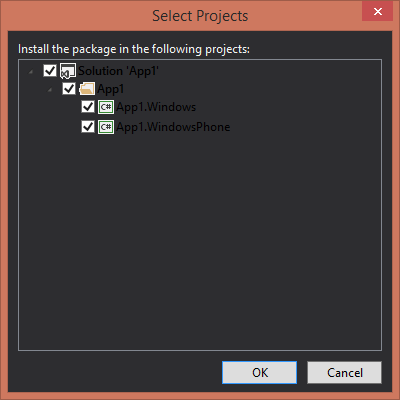 Select Projects
Install the package in the following projects:
Solution 'App1'
App1
C# App1.Windows
C# App1.WindowsPhone
OK Cancel